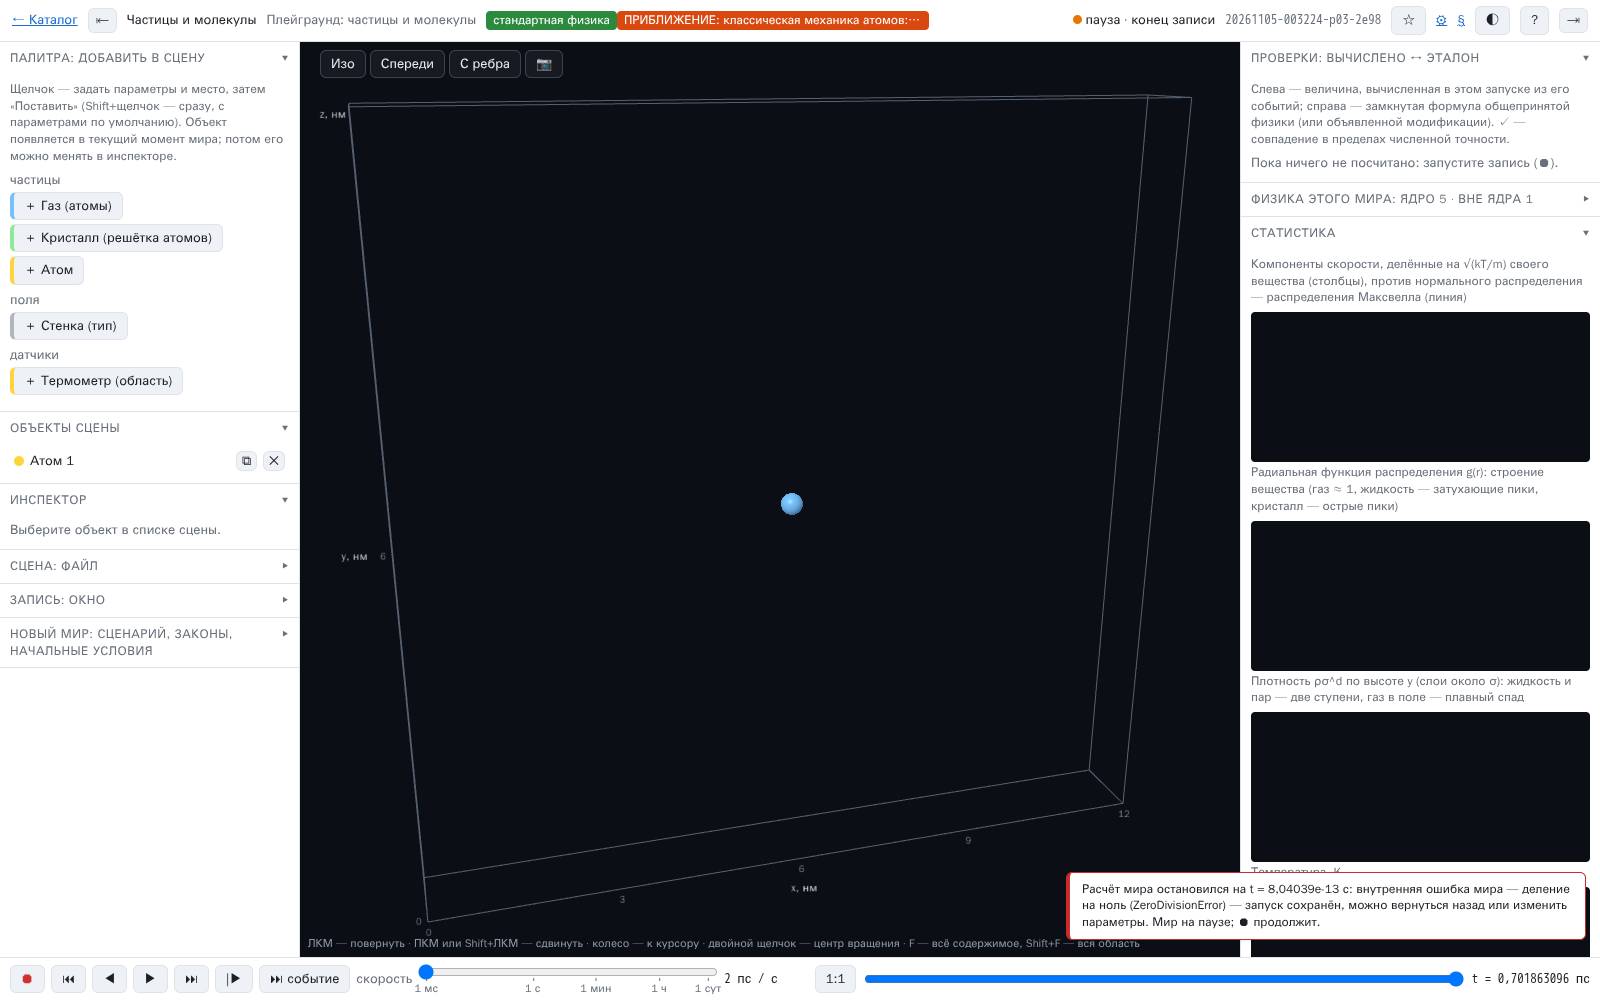 ← Каталог
⇤
Частицы и молекулы
Плейграунд: частицы и молекулы
стандартная физика
ПРИБЛИЖЕНИЕ: классическая механика атомов:…
пауза · конец записи
20261105-003224-p03-2e98
☆
⚙
§
◐
?
⇥
ПАЛИТРА: ДОБАВИТЬ В СЦЕНУ
Щелчок — задать параметры и место, затем
«Поставить» (Shift+щелчок — сразу, с
параметрами по умолчанию). Объект
появляется в текущий момент мира; потом его
можно менять в инспекторе.
частицы
+ Газ (атомы)
+ Кристалл (решётка атомов)
+ Атом
поля
+ Стенка (тип)
датчики
+ Термометр (область)
ОБЪЕКТЫ СЦЕНЫ
Атом 1
ИНСПЕКТОР
Выберите объект в списке сцены.
СЦЕНА: ФАЙЛ
ЗАПИСЬ: ОКНО
НОВЫЙ МИР: СЦЕНАРИЙ, ЗАКОНЫ,
НАЧАЛЬНЫЕ УСЛОВИЯ
Изо
Спереди
С ребра
z, нм
y, нм
6
0
0
3
6
9
12
x, нм
ЛКМ — повернуть · ПКМ или Shift+ЛКМ — сдвинуть · колесо — к курсору · двойной щелчок — центр вращения · F — всё содержимое, Shift+F — вся область
ПРОВЕРКИ: ВЫЧИСЛЕНО ↔ ЭТАЛОН
Слева — величина, вычисленная в этом запуске из его
событий; справа — замкнутая формула общепринятой
физики (или объявленной модификации). ✓ —
совпадение в пределах численной точности.
Пока ничего не посчитано: запустите запись (⏺).
ФИЗИКА ЭТОГО МИРА: ЯДРО 5 · ВНЕ ЯДРА 1
СТАТИСТИКА
Компоненты скорости, делённые на √(kT/m) своего
вещества (столбцы), против нормального распределения
— распределения Максвелла (линия)
Радиальная функция распределения g(r): строение
вещества (газ ≈ 1, жидкость — затухающие пики,
кристалл — острые пики)
Плотность ρσ^d по высоте y (слои около σ): жидкость и
пар — две ступени, газ в поле — плавный спад
Температура, К
Расчёт мира остановился на t = 8,04039e-13 с: внутренняя ошибка мира — деление
на ноль (ZeroDivisionError) — запуск сохранён, можно вернуться назад или изменить
параметры. Мир на паузе; ⏺ продолжит.
⏭ событие
скорость
1 мс
1 с
1 мин
1 ч
1 сут
2 пс / с
1:1
t = 0,701863096 пс